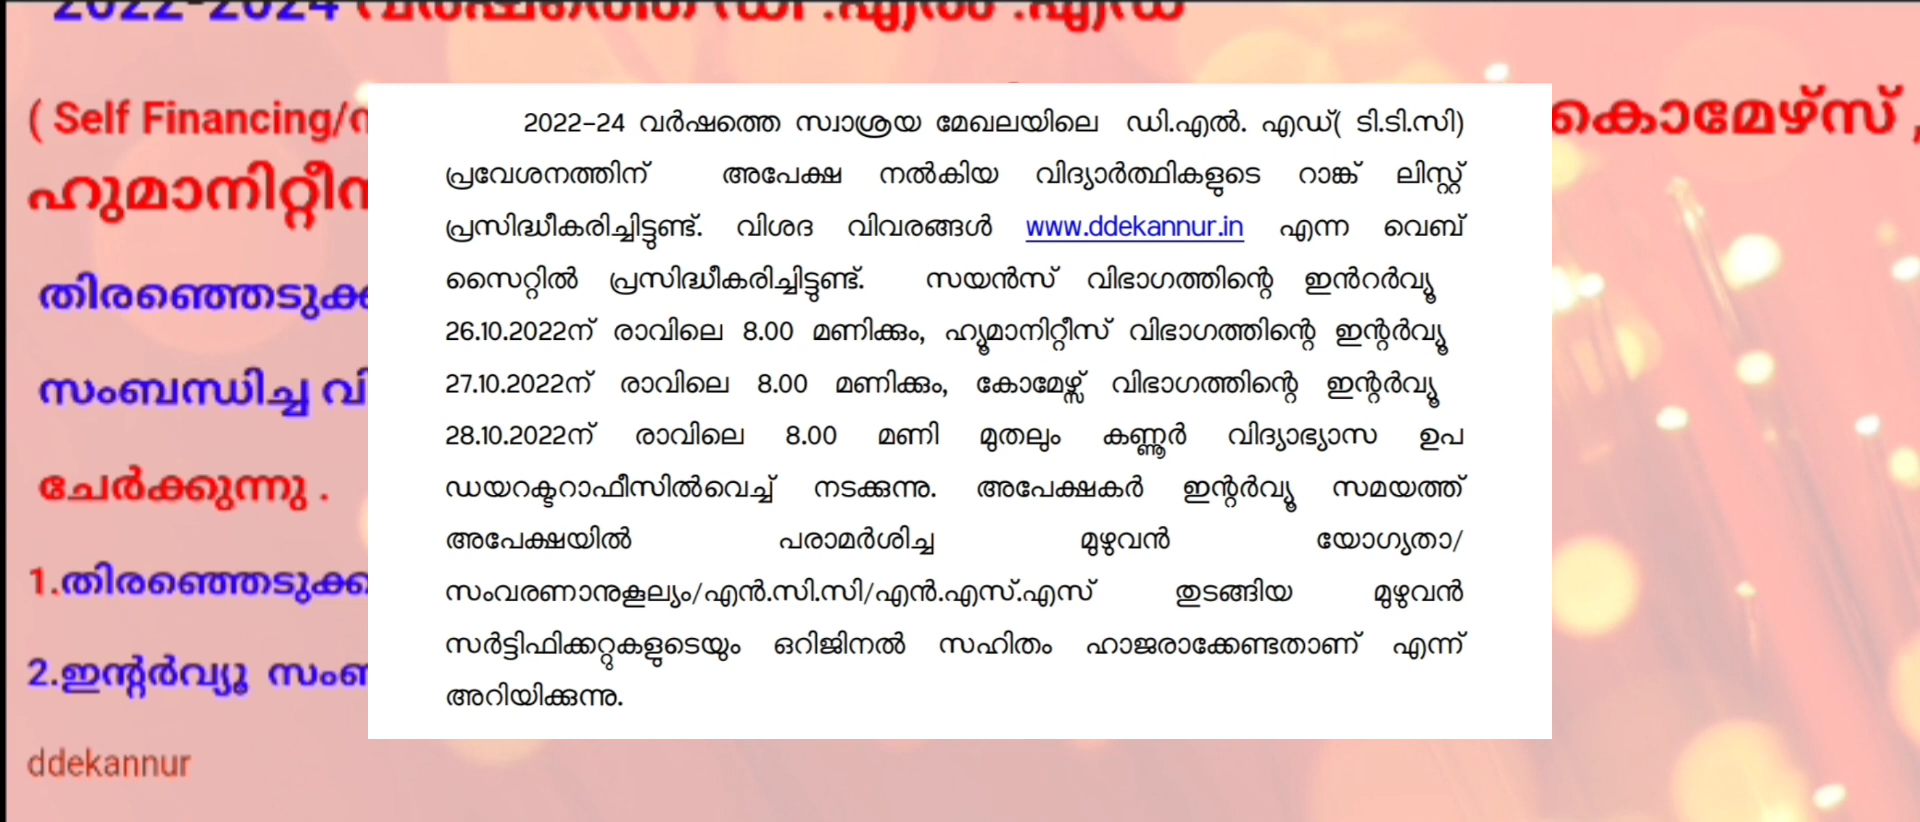 2022-2024 വർഷത്തെ ഡി .എൽ .എഡ്
( Self Financing/
കൊമേഴ്സ് ,
ഹുമാനിറ്റീസ
തിരഞ്ഞെടുക്ക
സംബന്ധിച്ച വി
ചേർക്കുന്നു .
1.തിരഞ്ഞെടുക്ക
2.ഇന്റർവ്യൂ സംബ
ddekannur
2022-24 വർഷത്തെ സ്വാശ്രയ മേഖലയിലെ ഡി.എൽ. എഡ്( ടി.ടി.സി)
പ്രവേശനത്തിന് അപേക്ഷ നൽകിയ വിദ്യാർത്ഥികളുടെ റാങ്ക് ലിസ്റ്റ്
പ്രസിദ്ധീകരിച്ചിട്ടുണ്ട്. വിശദ വിവരങ്ങൾ www.ddekannur.in എന്ന വെബ്
സൈറ്റിൽ പ്രസിദ്ധീകരിച്ചിട്ടുണ്ട്. സയൻസ് വിഭാഗത്തിന്റെ ഇൻറർവ്യൂ
26.10.2022ന് രാവിലെ 8.00 മണിക്കും, ഹ്യൂമാനിറ്റീസ് വിഭാഗത്തിന്റെ ഇന്റർവ്യൂ
27.10.2022ന് രാവിലെ 8.00 മണിക്കും, കോമേഴ്സ് വിഭാഗത്തിന്റെ ഇന്റർവ്യൂ
28.10.2022ന് രാവിലെ 8.00 മണി മുതലും കണ്ണൂർ വിദ്യാഭ്യാസ ഉപ
ഡയറക്ടറാഫീസിൽവെച്ച് നടക്കുന്നു. അപേക്ഷകർ ഇന്റർവ്യൂ സമയത്ത്
അപേക്ഷയിൽ പരാമർശിച്ച മുഴുവൻ യോഗ്യതാ/
സംവരണാനുകൂല്യം/എൻ.സി.സി/എൻ.എസ്.എസ് തുടങ്ങിയ മുഴുവൻ
സർട്ടിഫിക്കറ്റുകളുടെയും ഒറിജിനൽ സഹിതം ഹാജരാക്കേണ്ടതാണ് എന്ന്
അറിയിക്കുന്നു.